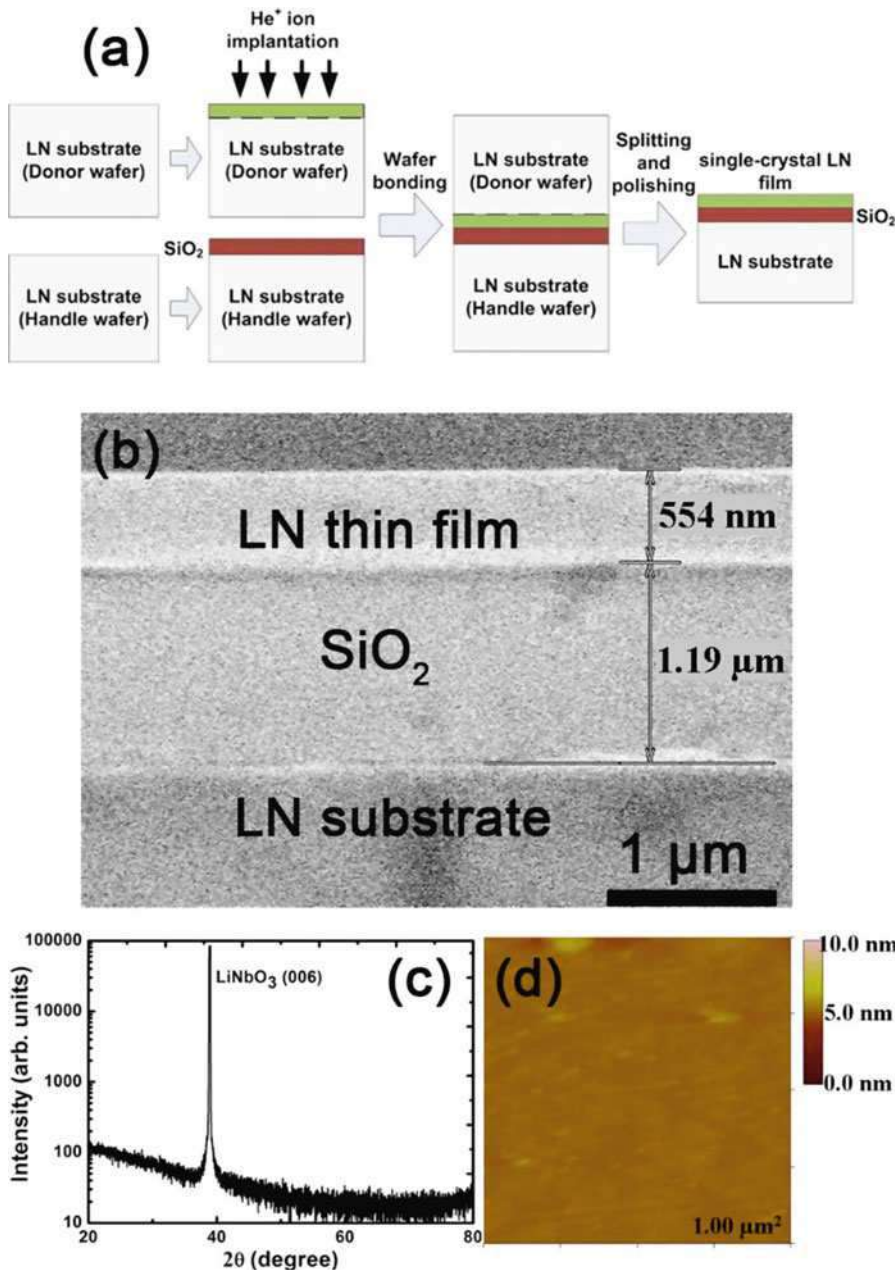 (a)
He⁺ ion
implantation
LN substrate
(Donor wafer)
LN substrate
(Donor wafer)
Wafer
bonding
LN substrate
(Donor wafer)
Splitting
and
polishing
single-crystal LN
film
SiO₂
LN substrate
SiO₂
LN substrate
(Handle wafer)
LN substrate
(Handle wafer)
LN substrate
(Handle wafer)
(b)
LN thin film
554 nm
SiO₂
1.19 μm
LN substrate
1 μm
(c)
LiNbO₃ (006)
Intensity (arb. units)
100000
10000
1000
100
10
20
40
60
80
2θ (degree)
(d)
10.0 nm
5.0 nm
0.0 nm
1.00 μm²